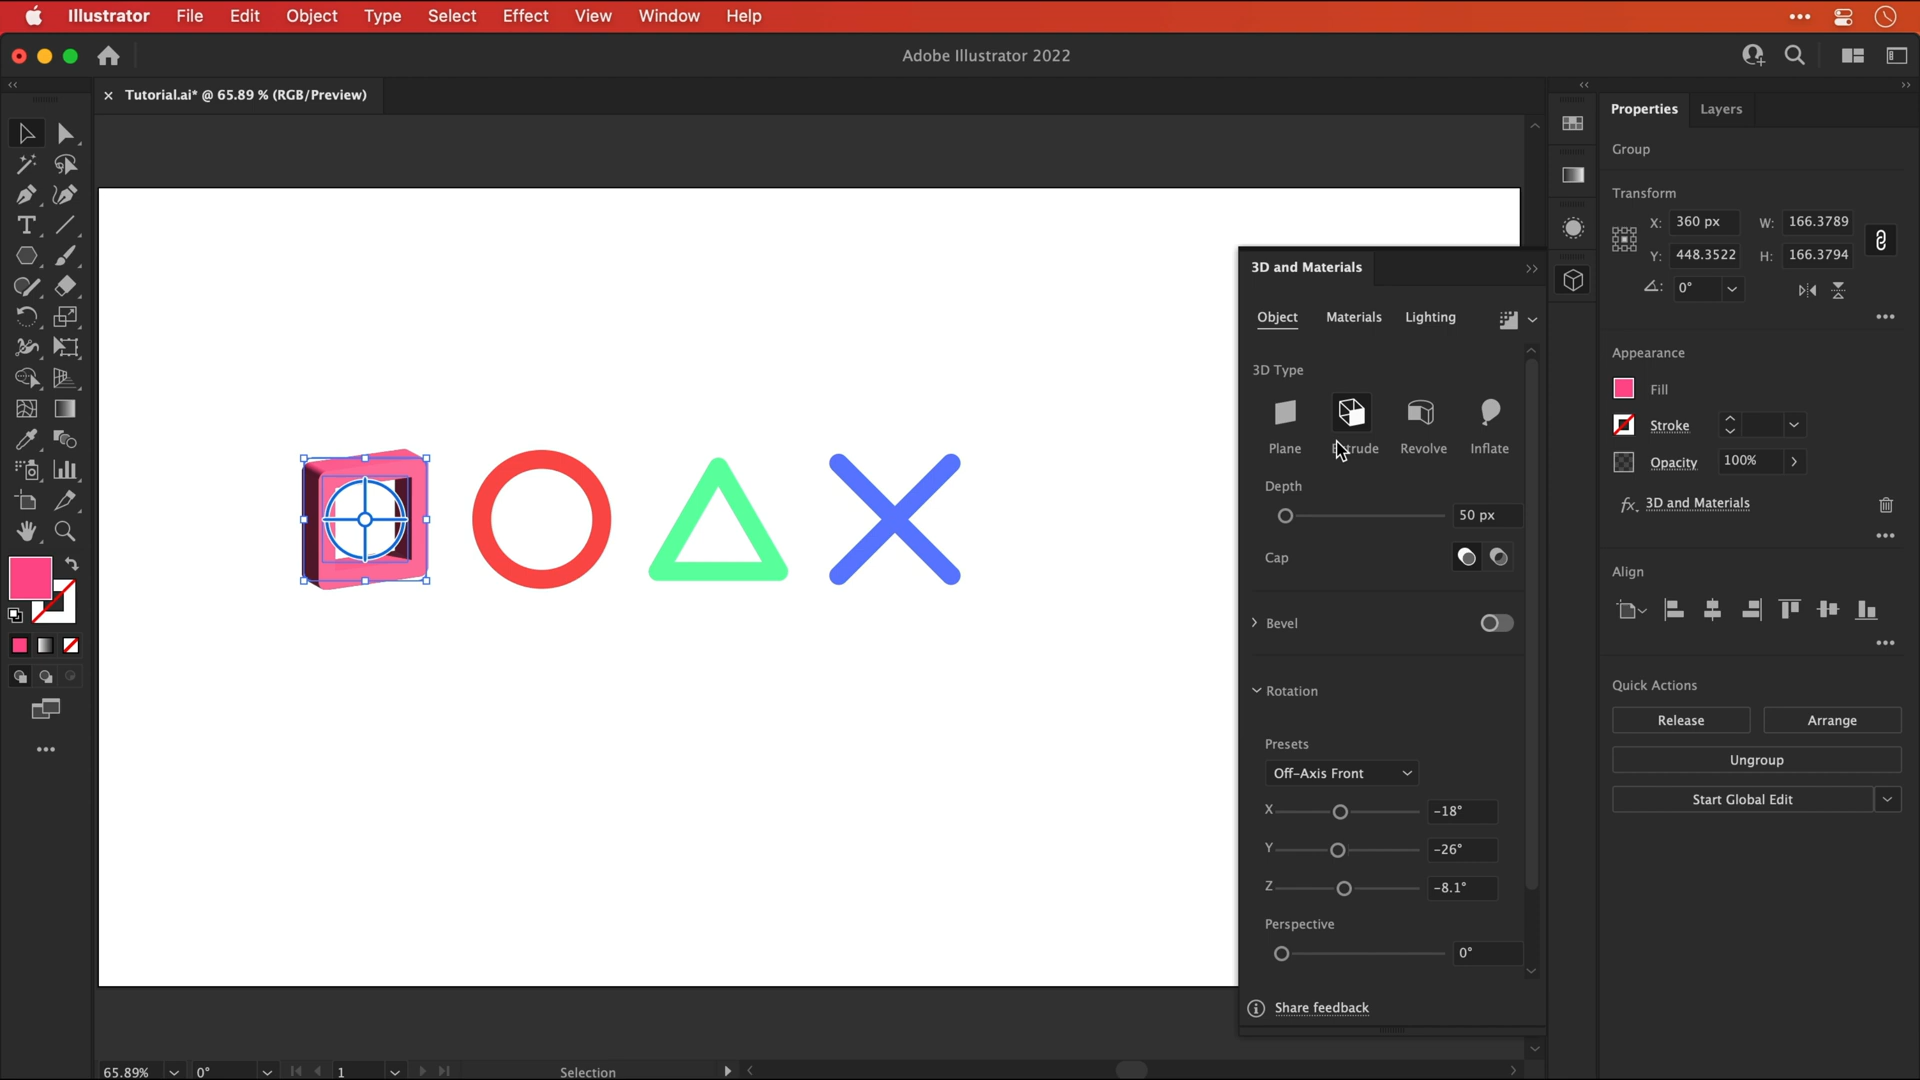 Illustrator File Edit Object Type Select Effect View Window Help
Adobe Illustrator 2022
Tutorial.ai* @ 65.89 % (RGB/Preview)
3D and Materials
Object Materials Lighting
3D Type
Plane Extrude Revolve Inflate
Depth
50 px
Cap
Bevel
Rotation
Presets
Off-Axis Front
X -18°
Y -26°
Z -8.1°
Perspective
0°
Share feedback
Properties Layers
Group
Transform
X: 360 px W: 166.3789
Y: 448.3522 H: 166.3794
0°
Appearance
Fill
Stroke
Opacity 100%
fx. 3D and Materials
Align
Quick Actions
Release Arrange
Ungroup
Start Global Edit
65.89% 0° 1 Selection